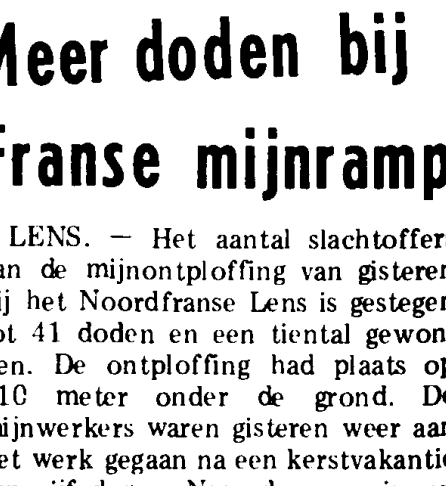 Meer doden bij
Franse mijnramp
LENS. — Het aantal slachtoffer
an de mijnontploffing van gisteren
ij het Noordfranse Lens is gestegen
ot 41 doden en een tiental gewon
en. De ontploffing had plaats op
10 meter onder de grond. De
ijnwerkers waren gisteren weer aan
et werk gegaan na een kerstvakantie